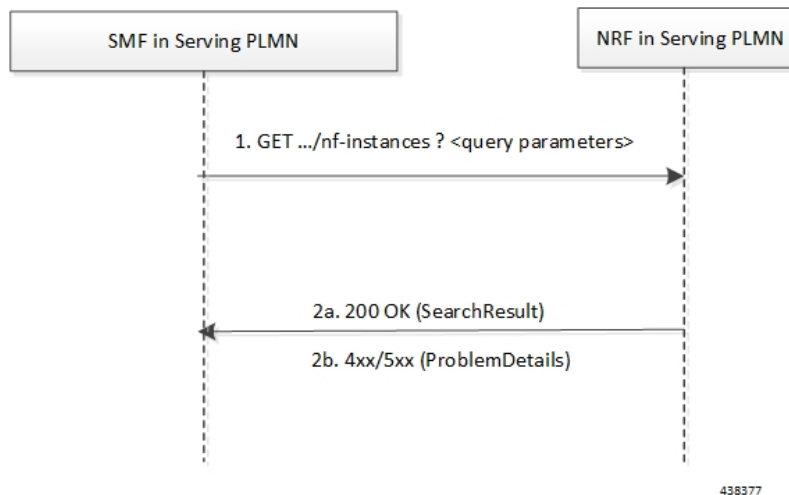 SMF in Serving PLMN
NRF in Serving PLMN
1. GET .../nf-instances ? <query parameters>
2a. 200 OK (SearchResult)
2b. 4xx/5xx (ProblemDetails)
438377